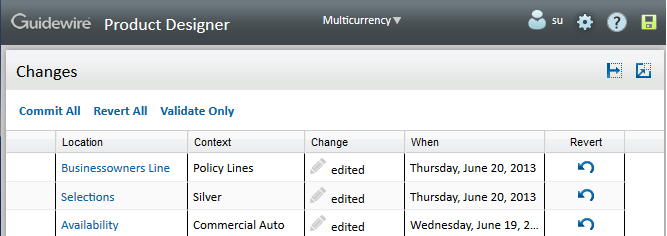 Guidewire Product Designer Multicurrency su
Changes
Commit All Revert All Validate Only
Location Context Change When Revert
Businessowners Line Policy Lines edited Thursday, June 20, 2013
Selections Silver edited Thursday, June 20, 2013
Availability Commercial Auto edited Wednesday, June 19, 2...